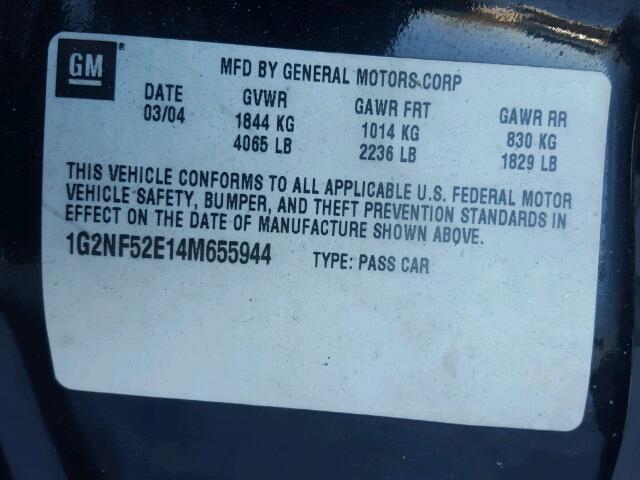 GM ®
MFD BY GENERAL MOTORS CORP
DATE GVWR GAWR FRT GAWR RR
03/04 1844 KG 1014 KG 830 KG
4065 LB 2236 LB 1829 LB
THIS VEHICLE CONFORMS TO ALL APPLICABLE U.S. FEDERAL MOTOR
VEHICLE SAFETY, BUMPER, AND THEFT PREVENTION STANDARDS IN
EFFECT ON THE DATE OF MANUFACTURE SHOWN ABOVE.
1G2NF52E14M655944 TYPE: PASS CAR